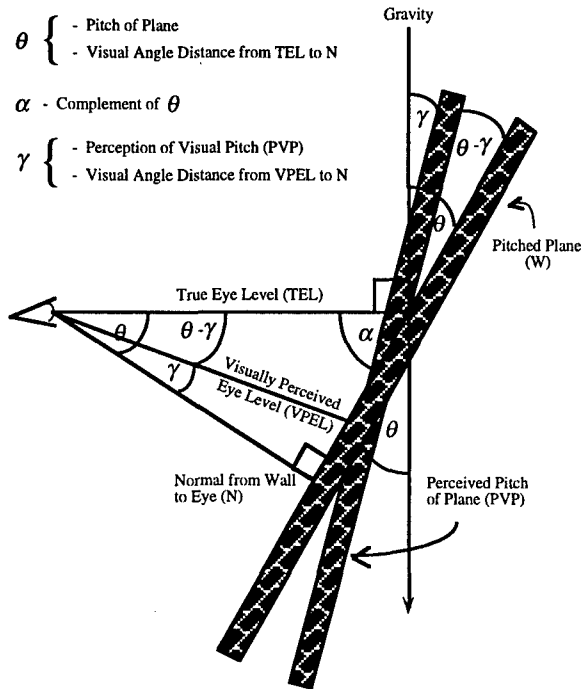 θ { - Pitch of Plane
- Visual Angle Distance from TEL to N
α - Complement of θ
γ { - Perception of Visual Pitch (PVP)
- Visual Angle Distance from VPEL to N
Gravity
γ
θ-γ
θ
Pitched Plane
(W)
True Eye Level (TEL)
θ
θ-γ
α
γ
Visually Perceived
Eye Level (VPEL)
θ
Normal from Wall
to Eye (N)
Perceived Pitch
of Plane (PVP)